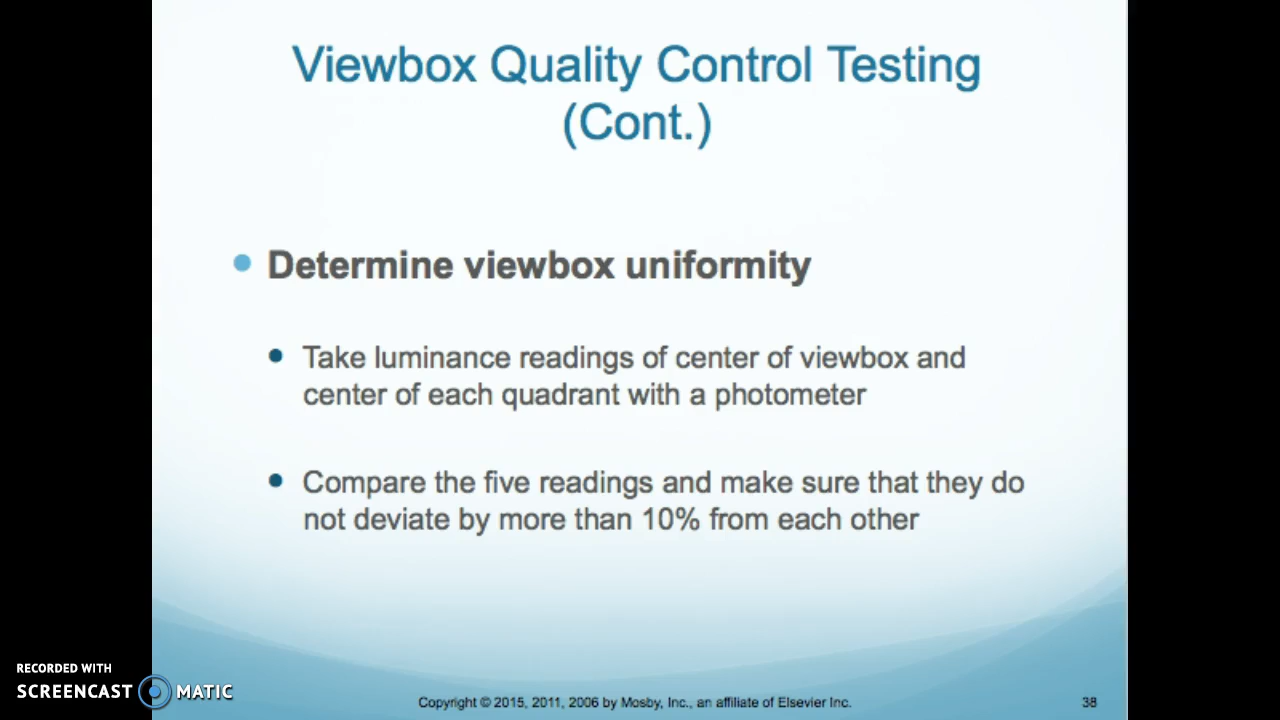 Viewbox Quality Control Testing
(Cont.)
Determine viewbox uniformity
Take luminance readings of center of viewbox and
center of each quadrant with a photometer
Compare the five readings and make sure that they do
not deviate by more than 10% from each other
RECORDED WITH
SCREENCAST MATIC
Copyright © 2015, 2011, 2006 by Mosby, Inc., an affiliate of Elsevier Inc.
38